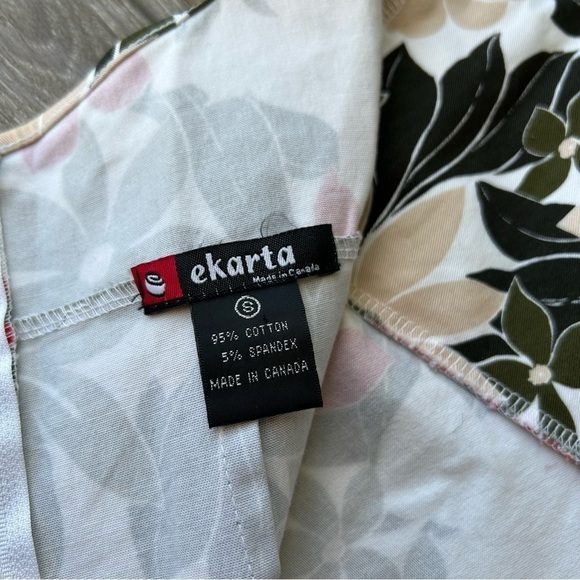 ekarta
Made in Canada
S
95% COTTON
5% SPANDEX
MADE IN CANADA